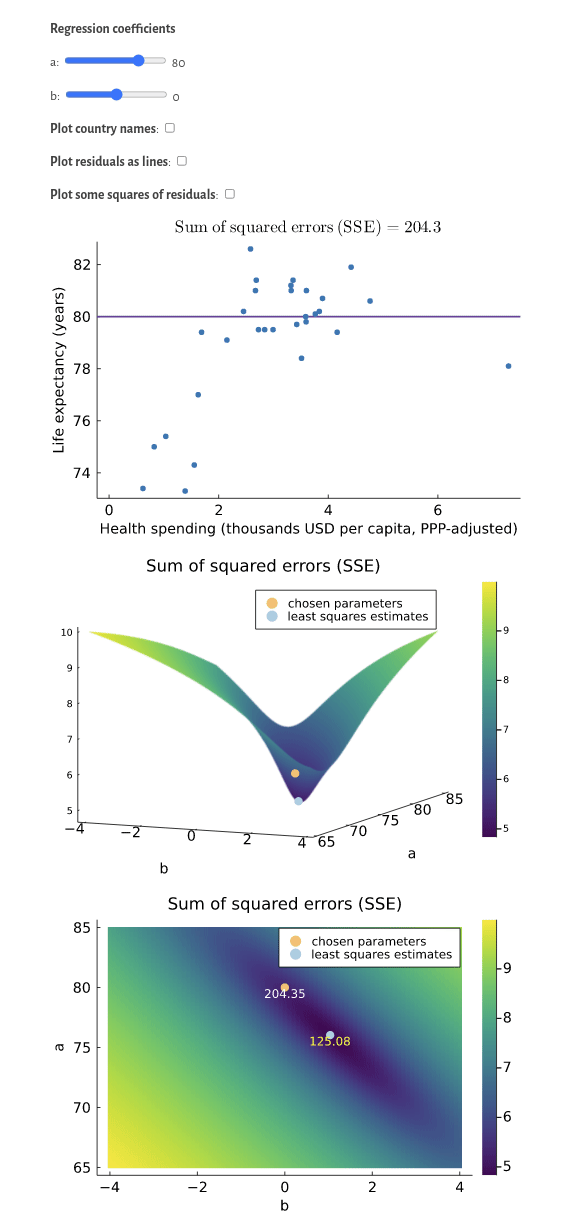 Regression coefficients:
a: 80
b: 0
Plot country names:
Plot residuals as lines:
Plot some squares of residuals:
Sum of squared errors (SSE) = 204.3
82
80
78
76
74
Life expectancy (years)
0 2 4 6
Health spending (thousands USD per capita, PPP-adjusted)
Sum of squared errors (SSE)
chosen parameters
least squares estimates
10
9
8
7
6
5
−4 −2 0 2 4
b
65 70 75 80 85
a
9
8
7
6
5
Sum of squared errors (SSE)
chosen parameters
least squares estimates
204.35
125.08
85
80
75
70
65
a
−4 −2 0 2 4
b
9
8
7
6
5